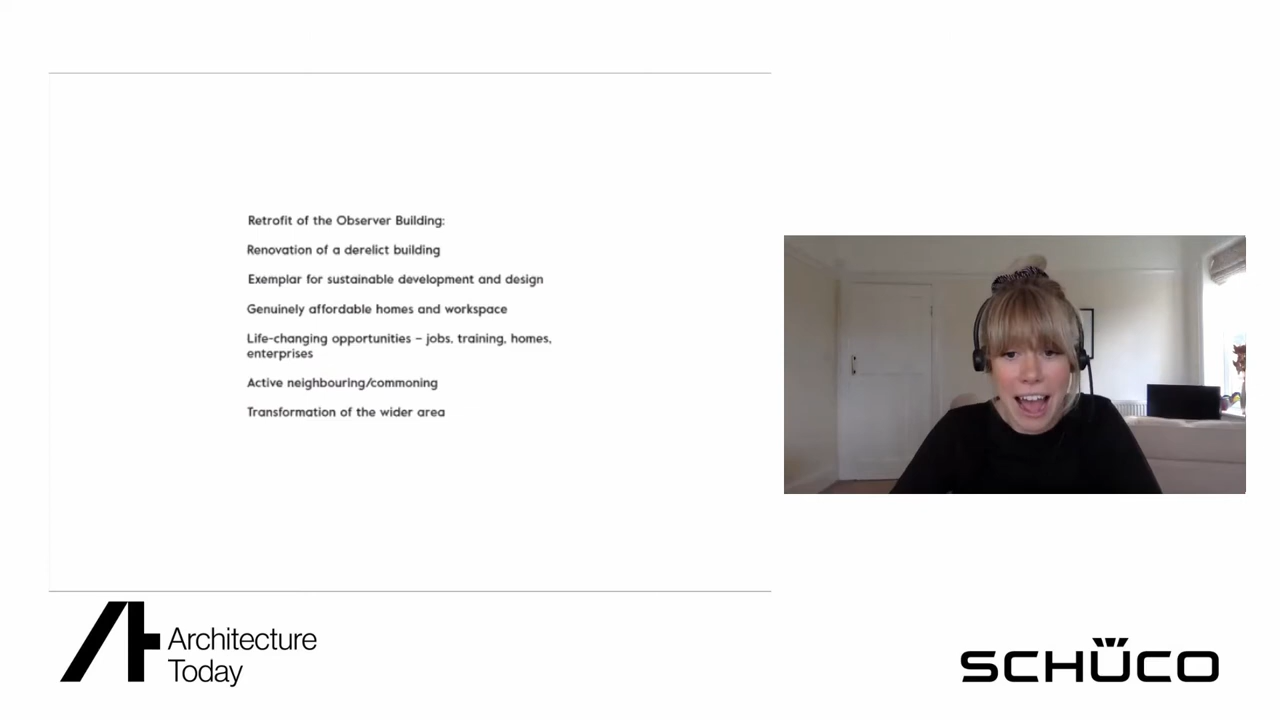 Retrofit of the Observer Building:
Renovation of a derelict building
Exemplar for sustainable development and design
Genuinely affordable homes and workspace
Life-changing opportunities – jobs, training, homes,
enterprises
Active neighbouring/commoning
Transformation of the wider area
Architecture
Today
SCHÜCO